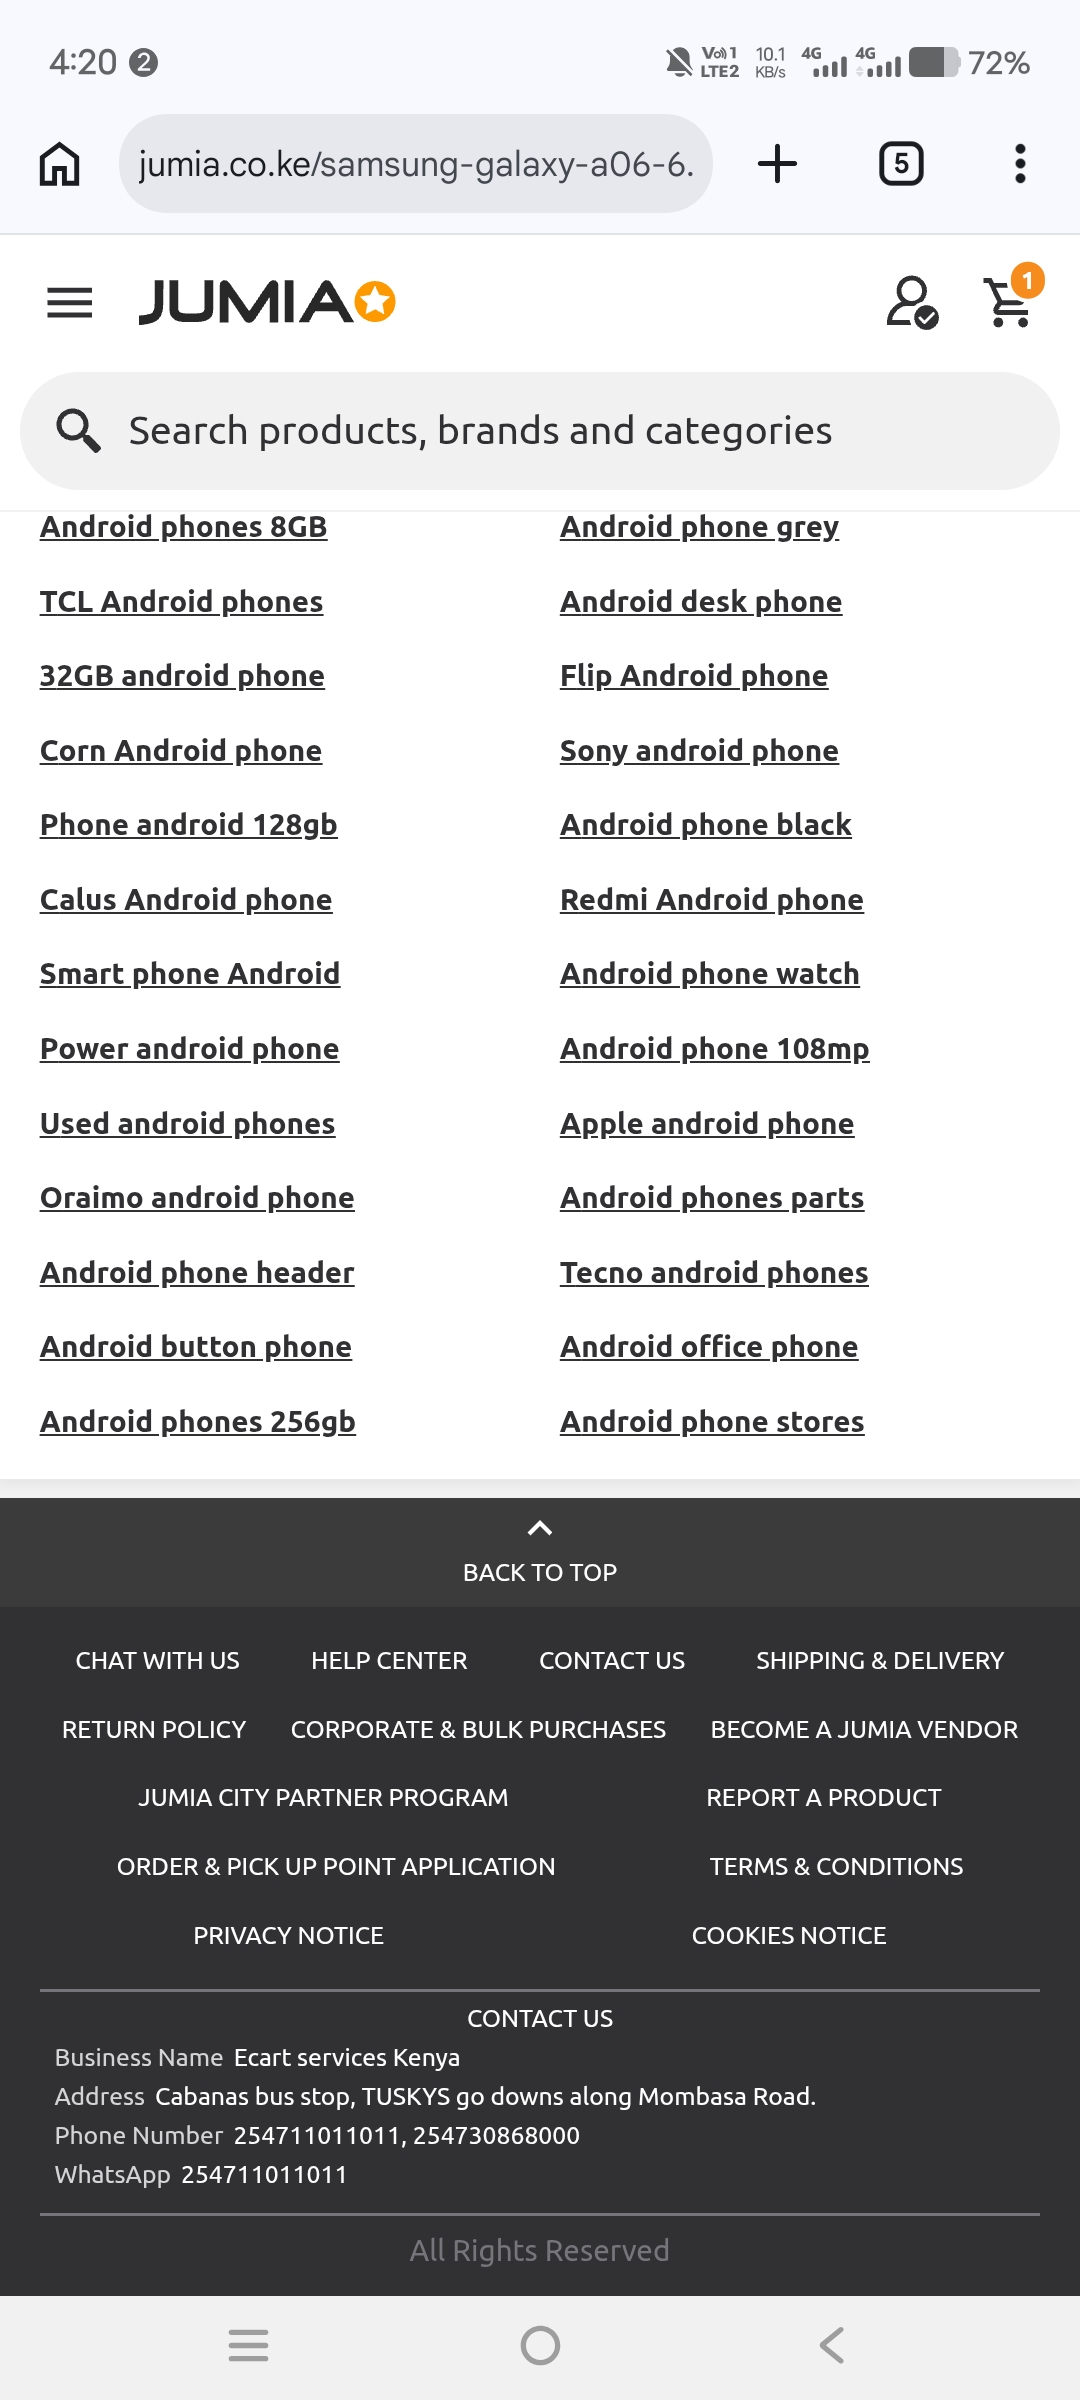 4:20 2 Vo)) 1 LTE2 10.1 KB/s 4G 4G 72%
jumia.co.ke/samsung-galaxy-a06-6. 5
JUMIA 1
Search products, brands and categories
Android phones 8GB Android phone grey
TCL Android phones Android desk phone
32GB android phone Flip Android phone
Corn Android phone Sony android phone
Phone android 128gb Android phone black
Calus Android phone Redmi Android phone
Smart phone Android Android phone watch
Power android phone Android phone 108mp
Used android phones Apple android phone
Oraimo android phone Android phones parts
Android phone header Tecno android phones
Android button phone Android office phone
Android phones 256gb Android phone stores
BACK TO TOP
CHAT WITH US HELP CENTER CONTACT US SHIPPING & DELIVERY
RETURN POLICY CORPORATE & BULK PURCHASES BECOME A JUMIA VENDOR
JUMIA CITY PARTNER PROGRAM REPORT A PRODUCT
ORDER & PICK UP POINT APPLICATION TERMS & CONDITIONS
PRIVACY NOTICE COOKIES NOTICE
CONTACT US
Business Name Ecart services Kenya
Address Cabanas bus stop, TUSKYS go downs along Mombasa Road.
Phone Number 254711011011, 254730868000
WhatsApp 254711011011
All Rights Reserved